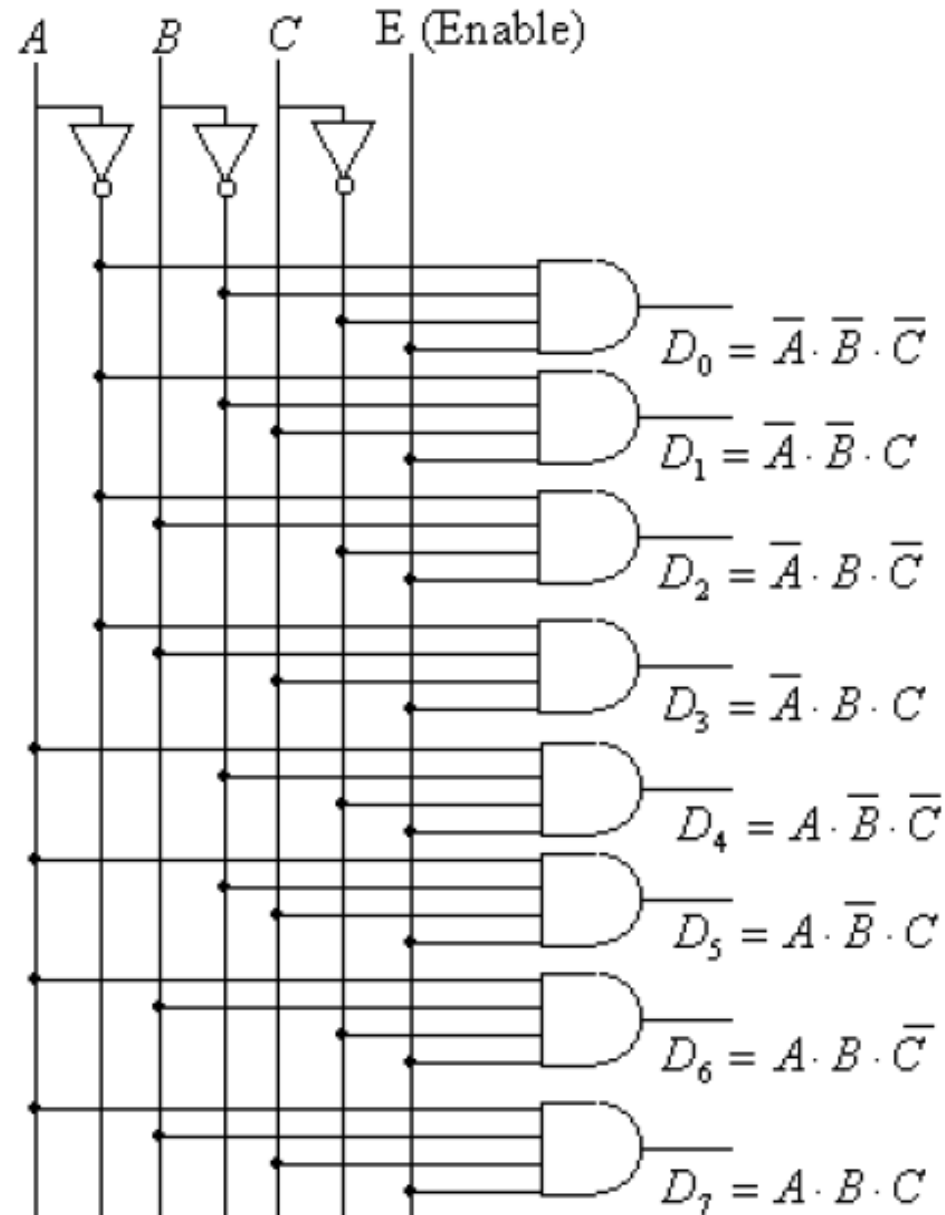 A B C E (Enable)
D₀ = A̅ · B̅ · C̅
D₁ = A̅ · B̅ · C
D₂ = A̅ · B · C̅
D₃ = A̅ · B · C
D₄ = A · B̅ · C̅
D₅ = A · B̅ · C
D₆ = A · B · C̅
D₇ = A · B · C